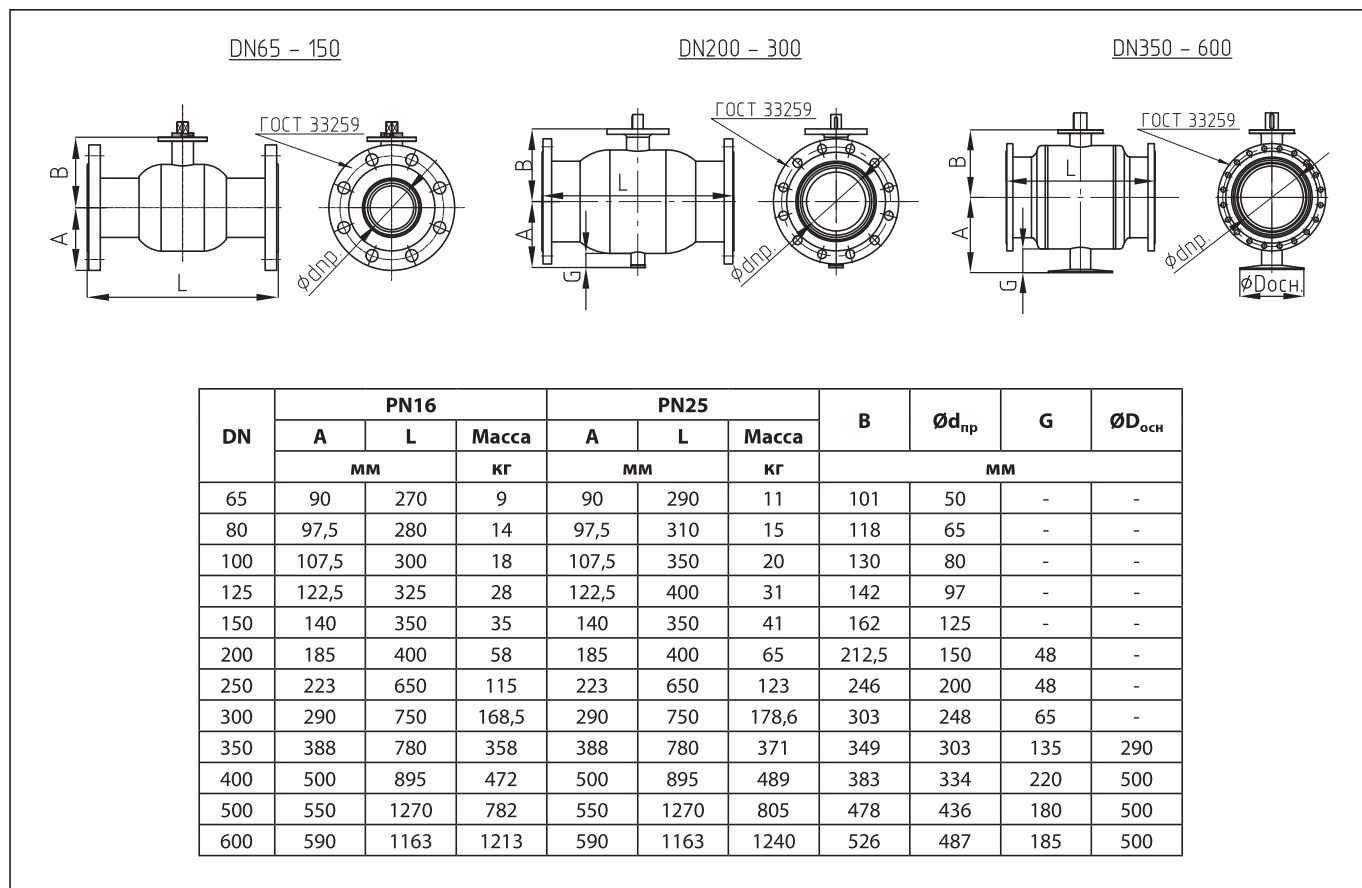 DN65 – 150
DN200 – 300
DN350 – 600
ГОСТ 33259
B
A
L
Ødпр.
ГОСТ 33259
B
A
L
G
Ødпр.
ГОСТ 33259
B
A
L
G
Ødпр.
ØDосн.
DN PN16 PN25 B Ødпр G ØDосн
A L Масса A L Масса
мм кг мм кг мм
65 90 270 9 90 290 11 101 50 - -
80 97,5 280 14 97,5 310 15 118 65 - -
100 107,5 300 18 107,5 350 20 130 80 - -
125 122,5 325 28 122,5 400 31 142 97 - -
150 140 350 35 140 350 41 162 125 - -
200 185 400 58 185 400 65 212,5 150 48 -
250 223 650 115 223 650 123 246 200 48 -
300 290 750 168,5 290 750 178,6 303 248 65 -
350 388 780 358 388 780 371 349 303 135 290
400 500 895 472 500 895 489 383 334 220 500
500 550 1270 782 550 1270 805 478 436 180 500
600 590 1163 1213 590 1163 1240 526 487 185 500